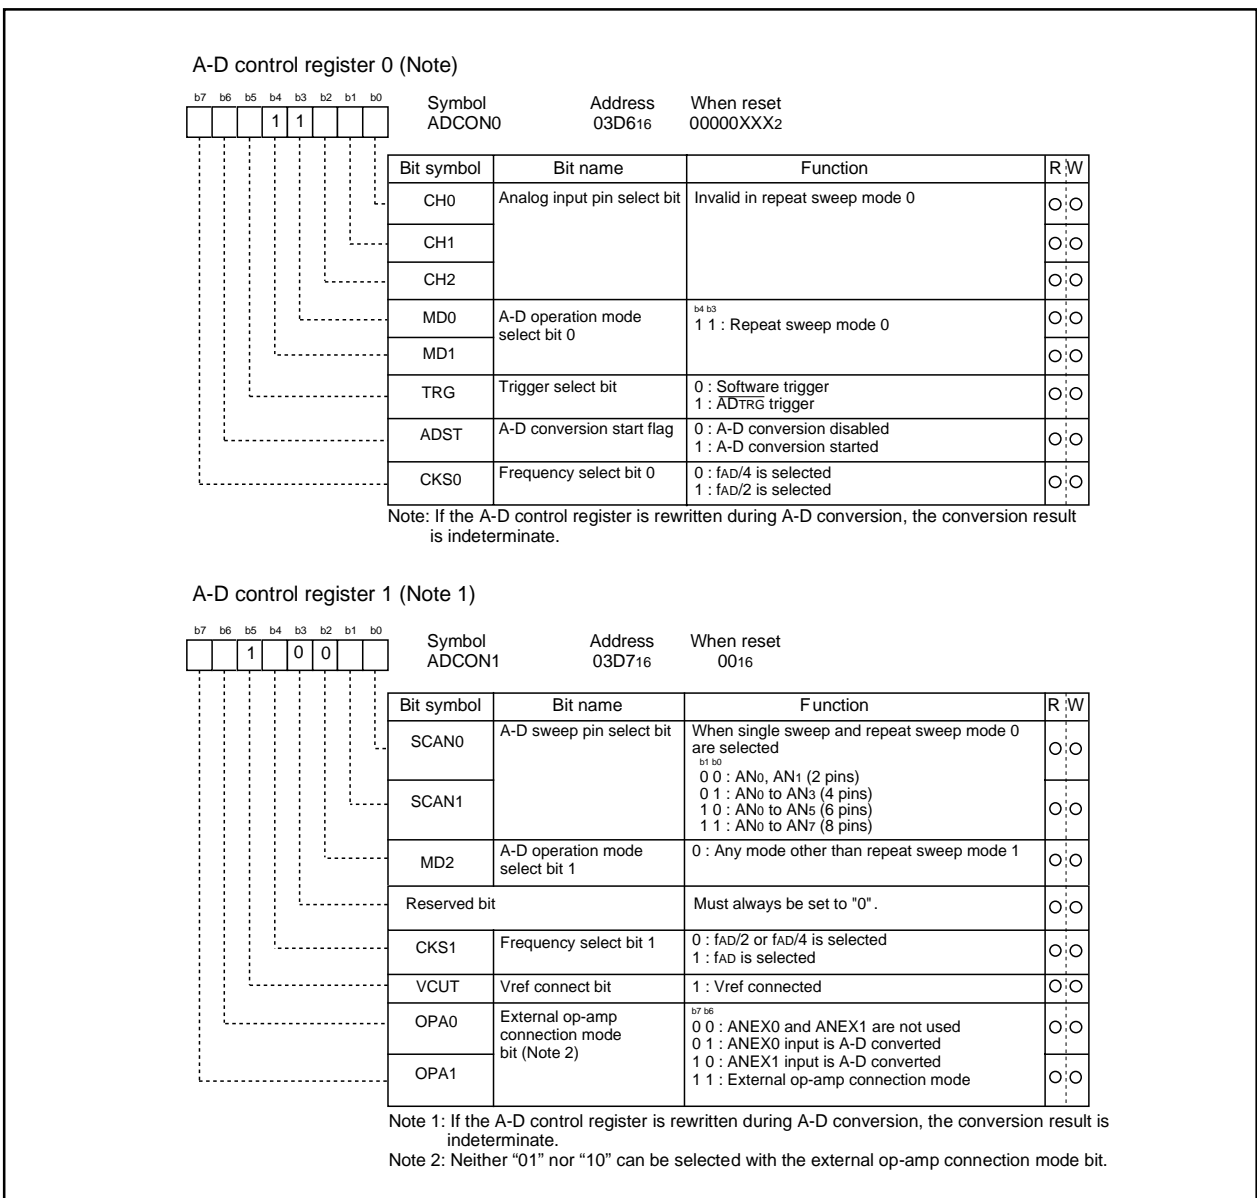 A-D control register 0 (Note)
b7 b6 b5 b4 b3 b2 b1 b0
1 1
Symbol Address When reset
ADCON0 03D616 00000XXX2
Bit symbol Bit name Function R W
CH0 Analog input pin select bit Invalid in repeat sweep mode 0
CH1
CH2
MD0 A-D operation mode select bit 0
b4 b3
1 1 : Repeat sweep mode 0
MD1
TRG Trigger select bit 0 : Software trigger
1 : ADTRG trigger
ADST A-D conversion start flag 0 : A-D conversion disabled
1 : A-D conversion started
CKS0 Frequency select bit 0 0 : fAD/4 is selected
1 : fAD/2 is selected
Note: If the A-D control register is rewritten during A-D conversion, the conversion result
is indeterminate.
A-D control register 1 (Note 1)
b7 b6 b5 b4 b3 b2 b1 b0
1 0 0
Symbol Address When reset
ADCON1 03D716 0016
Bit symbol Bit name Function R W
SCAN0 A-D sweep pin select bit When single sweep and repeat sweep mode 0
are selected
b1 b0
0 0 : AN0, AN1 (2 pins)
0 1 : AN0 to AN3 (4 pins)
SCAN1
1 0 : AN0 to AN5 (6 pins)
1 1 : AN0 to AN7 (8 pins)
MD2 A-D operation mode select bit 1 0 : Any mode other than repeat sweep mode 1
Reserved bit Must always be set to "0".
CKS1 Frequency select bit 1 0 : fAD/2 or fAD/4 is selected
1 : fAD is selected
VCUT Vref connect bit 1 : Vref connected
OPA0 External op-amp connection mode bit (Note 2)
b7 b6
0 0 : ANEX0 and ANEX1 are not used
0 1 : ANEX0 input is A-D converted
1 0 : ANEX1 input is A-D converted
OPA1 1 1 : External op-amp connection mode
Note 1: If the A-D control register is rewritten during A-D conversion, the conversion result is
indeterminate.
Note 2: Neither “01” nor “10” can be selected with the external op-amp connection mode bit.